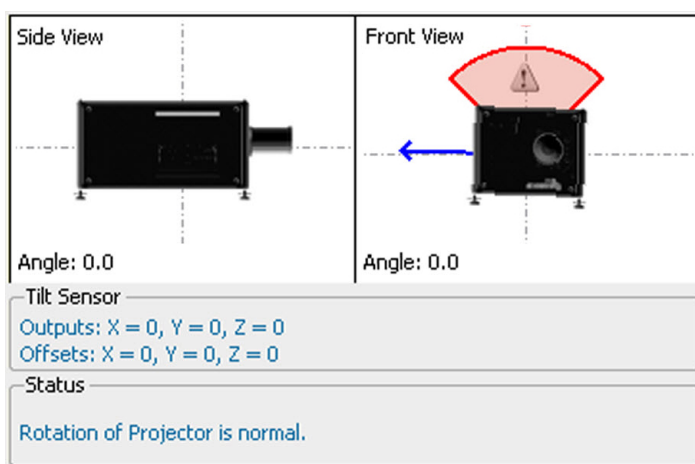 Side View
Front View
Angle: 0.0
Angle: 0.0
Tilt Sensor
Outputs: X = 0, Y = 0, Z = 0
Offsets: X = 0, Y = 0, Z = 0
Status
Rotation of Projector is normal.